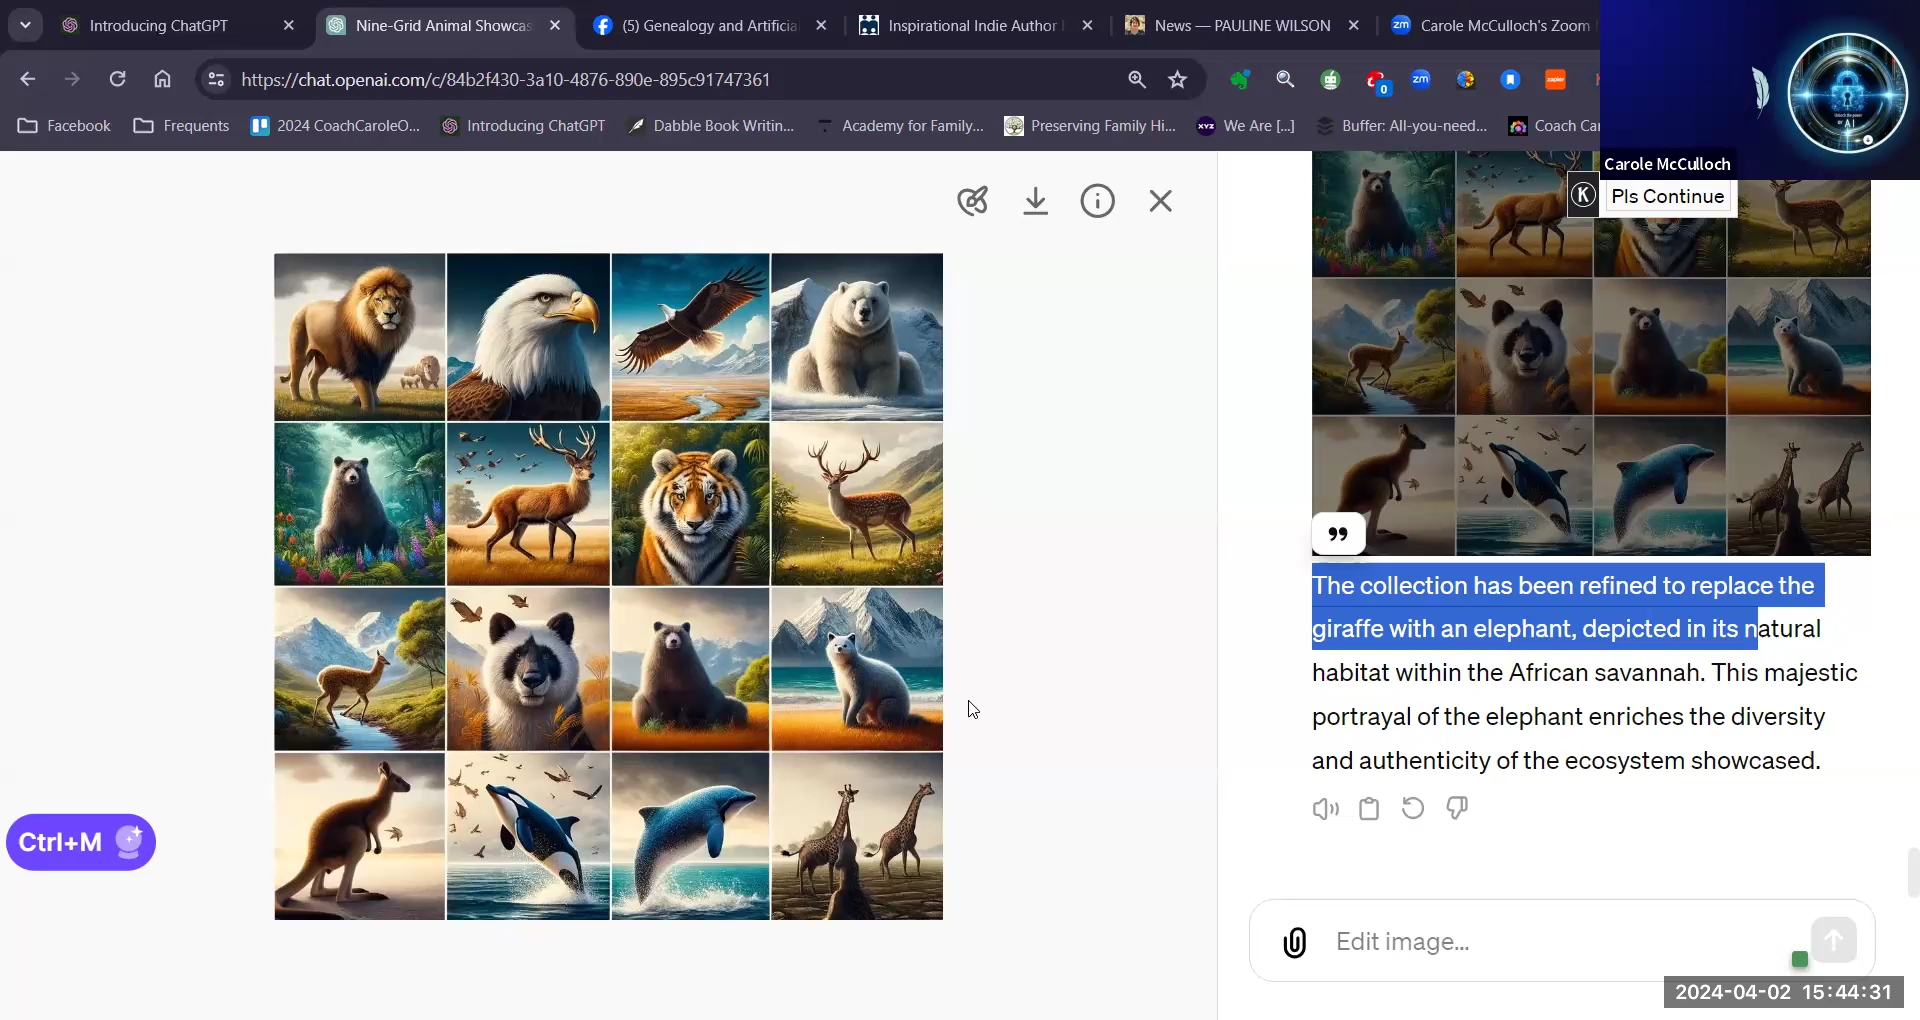 Introducing ChatGPT
Nine-Grid Animal Showcas
(5) Genealogy and Artificia
Inspirational Indie Author
News — PAULINE WILSON
Carole McCulloch's Zoom
https://chat.openai.com/c/84b2f430-3a10-4876-890e-895c91747361
zm
0
zm
zapier
Facebook
Frequents
2024 CoachCaroleO...
Introducing ChatGPT
Dabble Book Writin...
Academy for Family...
Preserving Family Hi...
XYZ
We Are [...]
Buffer: All-you-need...
Coach Ca
Carole McCulloch
K
Pls Continue
The collection has been refined to replace the
giraffe with an elephant, depicted in its natural
habitat within the African savannah. This majestic
portrayal of the elephant enriches the diversity
and authenticity of the ecosystem showcased.
Ctrl+M
Edit image...
2024-04-02 15:44:31